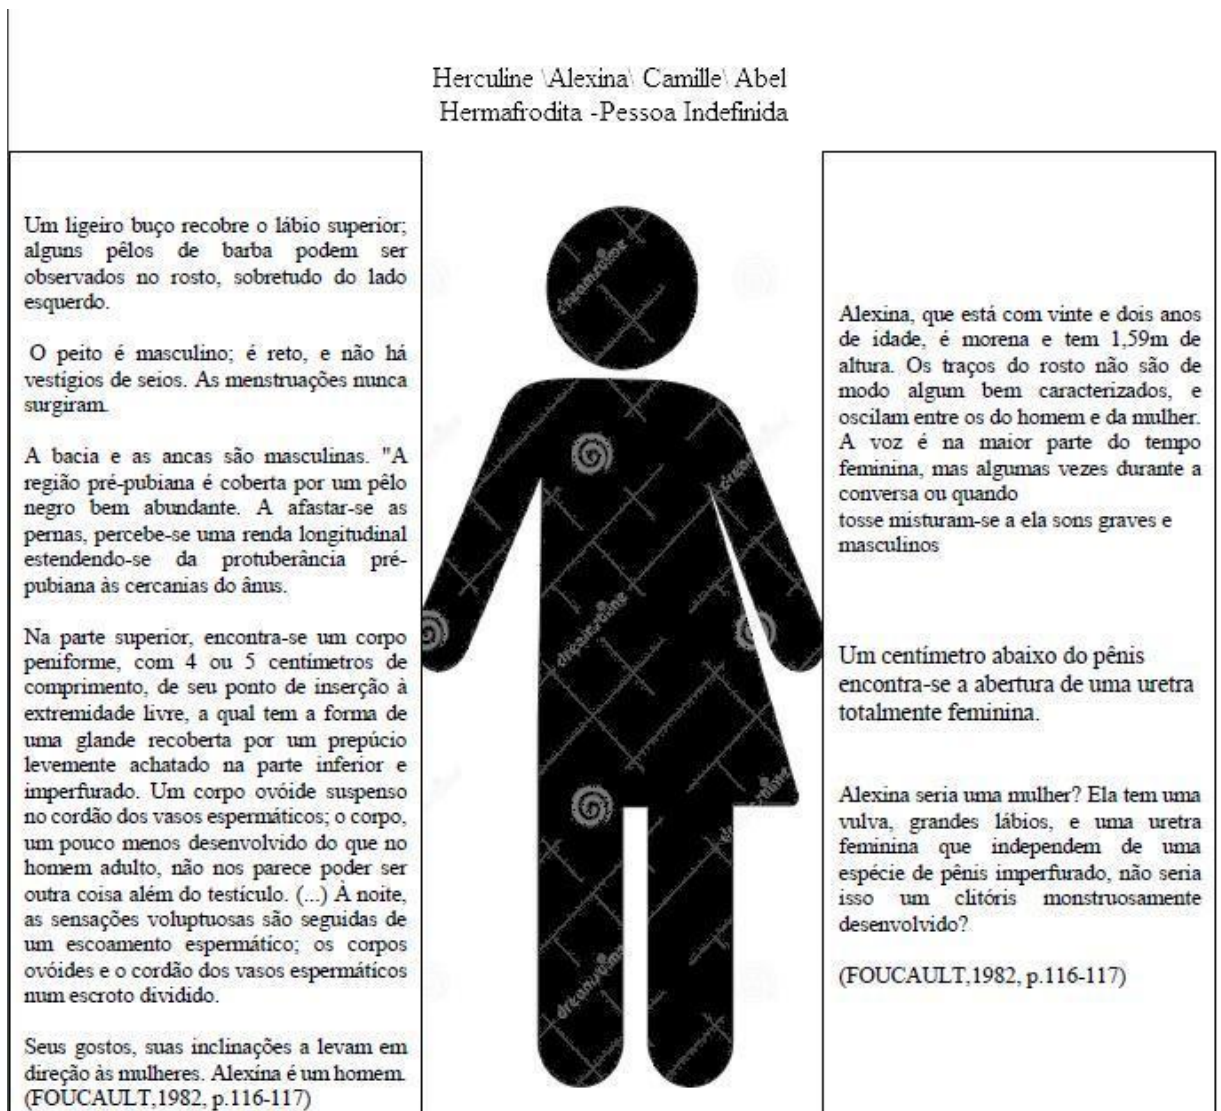 Herculine \Alexina\ Camille\ Abel
Hermafrodita -Pessoa Indefinida
Um ligeiro buço recobre o lábio superior;
alguns pêlos de barba podem ser
observados no rosto, sobretudo do lado
esquerdo.
O peito é masculino; é reto, e não há
vestígios de seios. As menstruações nunca
surgiram.
A bacia e as ancas são masculinas. "A
região pré-pubiana é coberta por um pêlo
negro bem abundante. A afastar-se as
pernas, percebe-se uma renda longitudinal
estendendo-se da protuberância pré-
pubiana às cercanias do ânus.
Na parte superior, encontra-se um corpo
peniforme, com 4 ou 5 centímetros de
comprimento, de seu ponto de inserção à
extremidade livre, a qual tem a forma de
uma glande recoberta por um prepúcio
levemente achatado na parte inferior e
imperfurado. Um corpo ovóide suspenso
no cordão dos vasos espermáticos; o corpo,
um pouco menos desenvolvido do que no
homem adulto, não nos parece poder ser
outra coisa além do testículo. (...) À noite,
as sensações voluptuosas são seguidas de
um escoamento espermático; os corpos
ovóides e o cordão dos vasos espermáticos
num escroto dividido.
Seus gostos, suas inclinações a levam em
direção às mulheres. Alexina é um homem.
(FOUCAULT,1982, p.116-117)
dreamstime
dreamstime
dreamstime
Alexina, que está com vinte e dois anos
de idade, é morena e tem 1,59m de
altura. Os traços do rosto não são de
modo algum bem caracterizados, e
oscilam entre os do homem e da mulher.
A voz é na maior parte do tempo
feminina, mas algumas vezes durante a
conversa ou quando
tosse misturam-se a ela sons graves e
masculinos
Um centímetro abaixo do pênis
encontra-se a abertura de uma uretra
totalmente feminina.
Alexina seria uma mulher? Ela tem uma
vulva, grandes lábios, e uma uretra
feminina que independem de uma
espécie de pênis imperfurado, não seria
isso um clitóris monstruosamente
desenvolvido?
(FOUCAULT,1982, p.116-117)